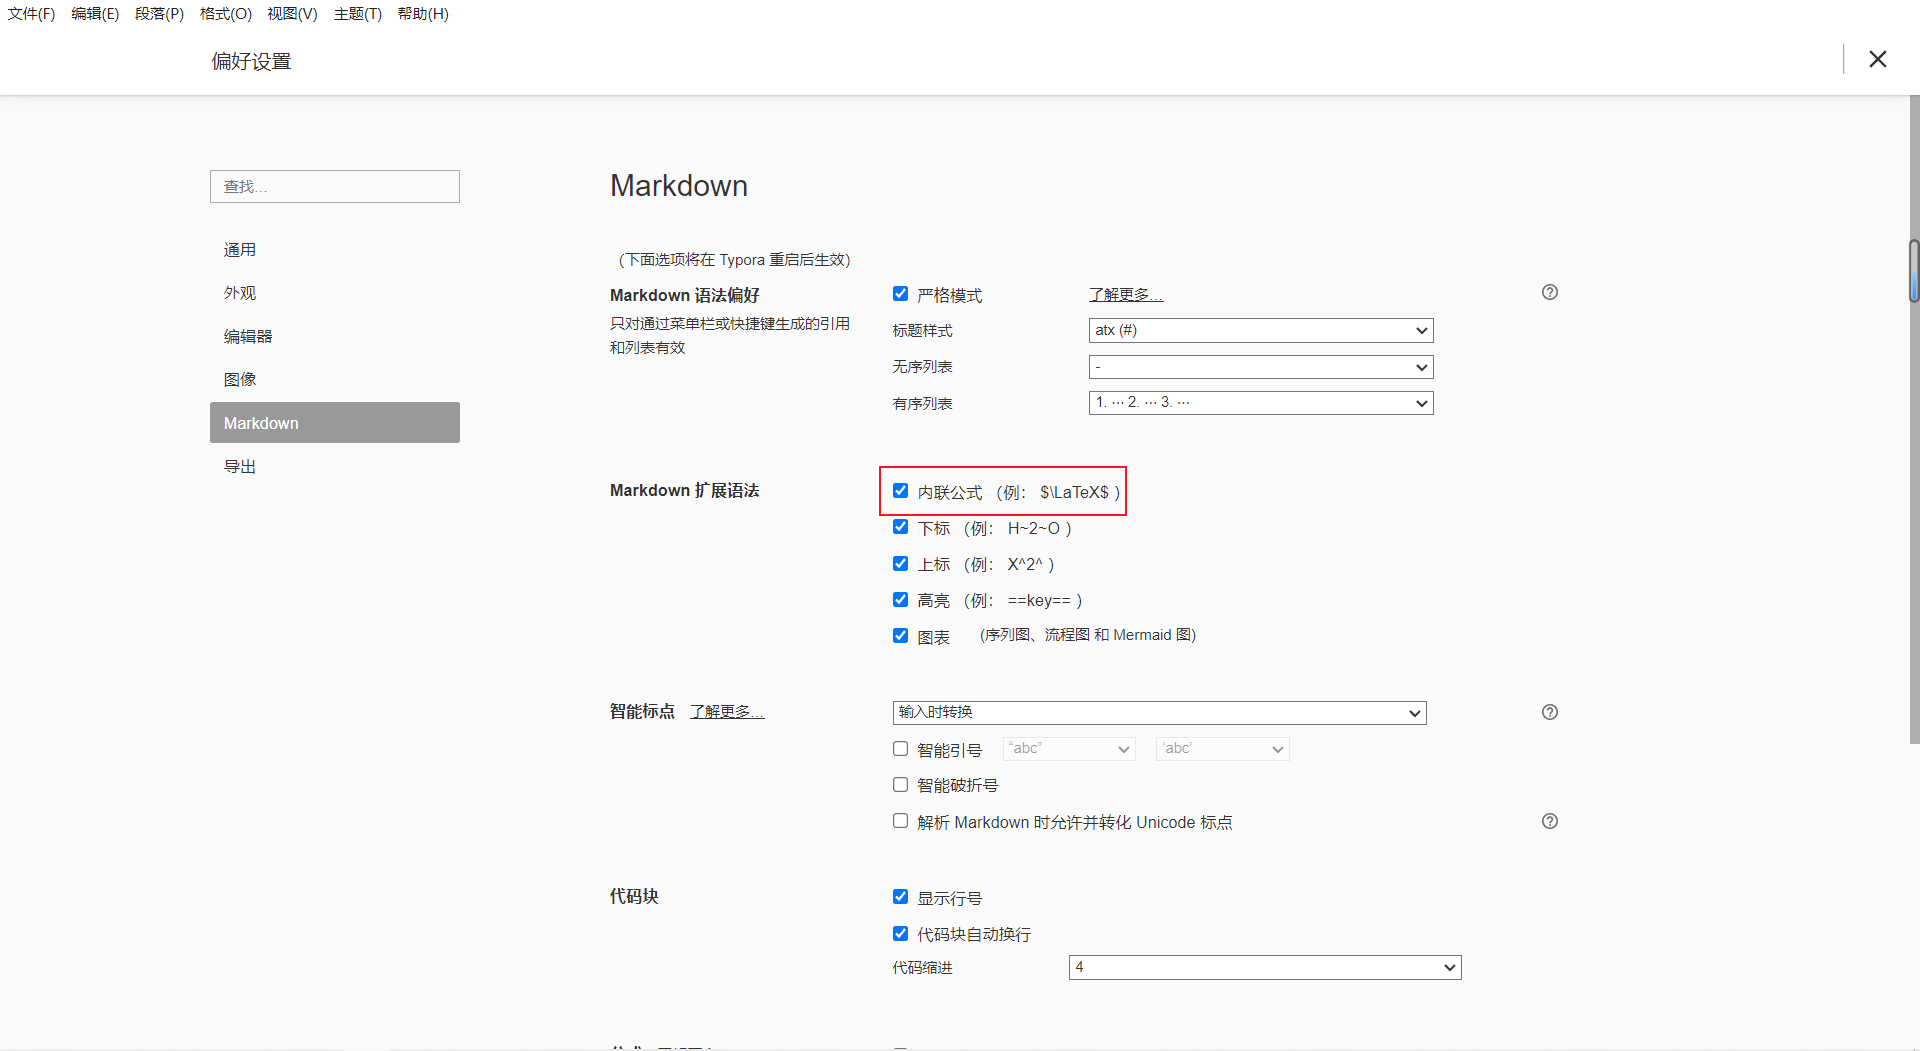 文件(F) 编辑(E) 段落(P) 格式(O) 视图(V) 主题(T) 帮助(H)
偏好设置
查找...
通用
外观
编辑器
图像
Markdown
导出
Markdown
(下面选项将在 Typora 重启后生效)
Markdown 语法偏好
只对通过菜单栏或快捷键生成的引用
和列表有效
严格模式 了解更多...
标题样式 atx (#)
无序列表 -
有序列表 1. ··· 2. ··· 3. ···
Markdown 扩展语法
内联公式 (例: $\LaTeX$ )
下标 (例: H~2~O )
上标 (例: X^2^ )
高亮 (例: ==key== )
图表 (序列图、流程图 和 Mermaid 图)
智能标点 了解更多...
输入时转换
智能引号 “abc” ‘abc’
智能破折号
解析 Markdown 时允许并转化 Unicode 标点
代码块
显示行号
代码块自动换行
代码缩进 4